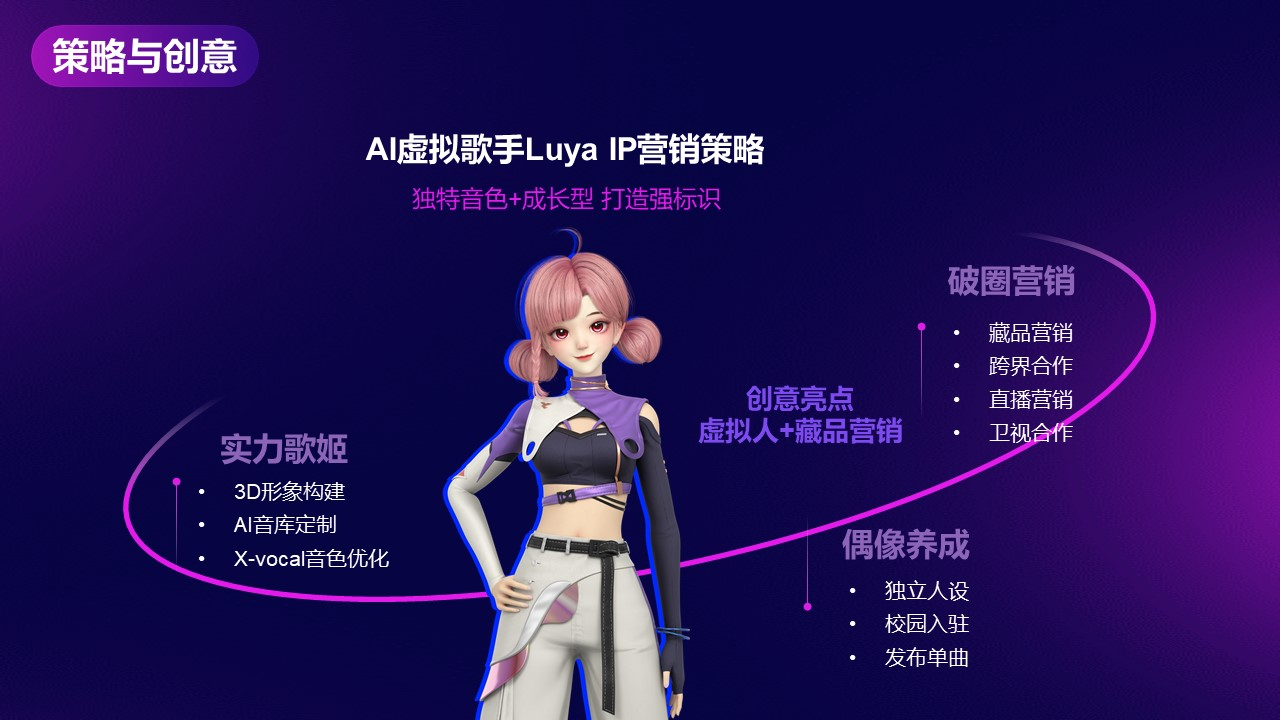 策略与创意
AI虚拟歌手Luya IP营销策略
独特音色+成长型 打造强标识
实力歌姬
• 3D形象构建
• AI音库定制
• X-vocal音色优化
创意亮点
虚拟人+藏品营销
破圈营销
• 藏品营销
• 跨界合作
• 直播营销
• 卫视合作
偶像养成
• 独立人设
• 校园入驻
• 发布单曲